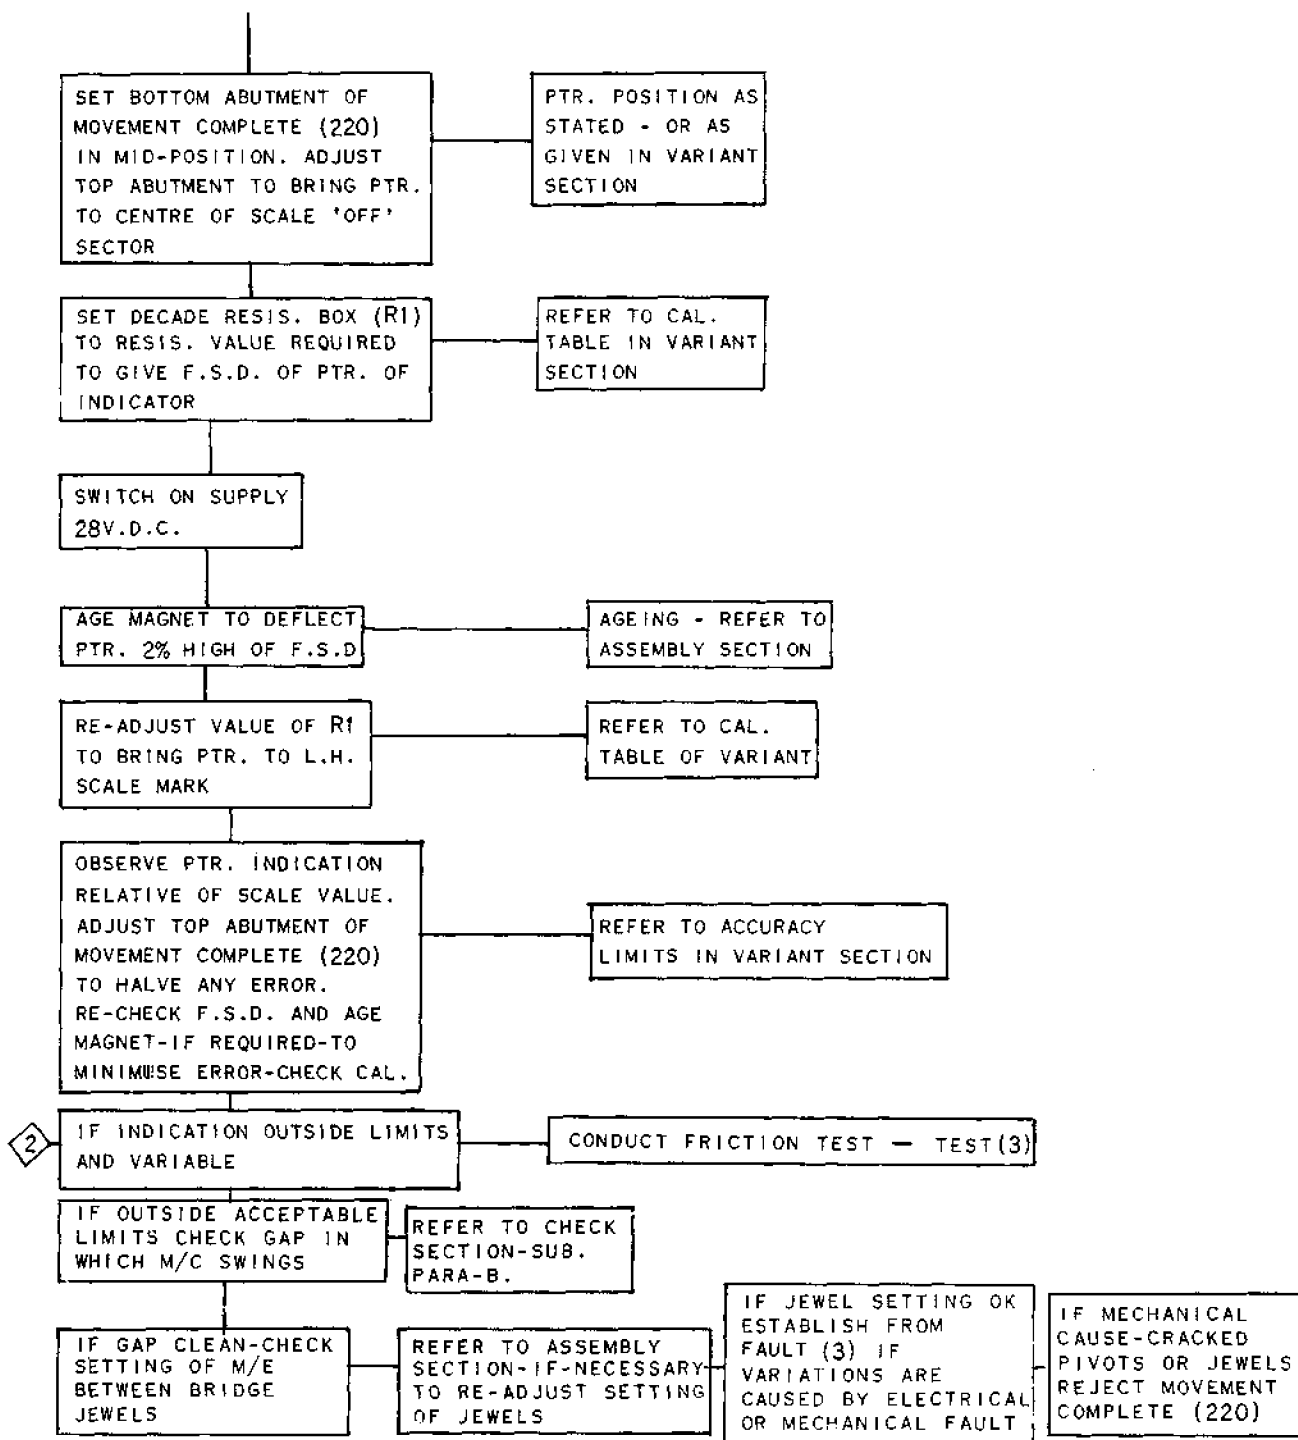 SET BOTTOM ABUTMENT OF
MOVEMENT COMPLETE (220)
IN MID-POSITION. ADJUST
TOP ABUTMENT TO BRING PTR.
TO CENTRE OF SCALE 'OFF'
SECTOR
PTR. POSITION AS
STATED - OR AS
GIVEN IN VARIANT
SECTION
SET DECADE RESIS. BOX (R1)
TO RESIS. VALUE REQUIRED
TO GIVE F.S.D. OF PTR. OF
INDICATOR
REFER TO CAL.
TABLE IN VARIANT
SECTION
SWITCH ON SUPPLY
28V.D.C.
AGE MAGNET TO DEFLECT
PTR. 2% HIGH OF F.S.D
AGEING - REFER TO
ASSEMBLY SECTION
RE-ADJUST VALUE OF R1
TO BRING PTR. TO L.H.
SCALE MARK
REFER TO CAL.
TABLE OF VARIANT
OBSERVE PTR. INDICATION
RELATIVE OF SCALE VALUE.
ADJUST TOP ABUTMENT OF
MOVEMENT COMPLETE (220)
TO HALVE ANY ERROR.
RE-CHECK F.S.D. AND AGE
MAGNET-IF REQUIRED-TO
MINIMISE ERROR-CHECK CAL.
REFER TO ACCURACY
LIMITS IN VARIANT SECTION
2
IF INDICATION OUTSIDE LIMITS
AND VARIABLE
CONDUCT FRICTION TEST — TEST(3)
IF OUTSIDE ACCEPTABLE
LIMITS CHECK GAP IN
WHICH M/C SWINGS
REFER TO CHECK
SECTION-SUB.
PARA-B.
IF GAP CLEAN-CHECK
SETTING OF M/E
BETWEEN BRIDGE
JEWELS
REFER TO ASSEMBLY
SECTION-IF-NECESSARY
TO RE-ADJUST SETTING
OF JEWELS
IF JEWEL SETTING OK
ESTABLISH FROM
FAULT (3) IF
VARIATIONS ARE
CAUSED BY ELECTRICAL
OR MECHANICAL FAULT
IF MECHANICAL
CAUSE-CRACKED
PIVOTS OR JEWELS
REJECT MOVEMENT
COMPLETE (220)